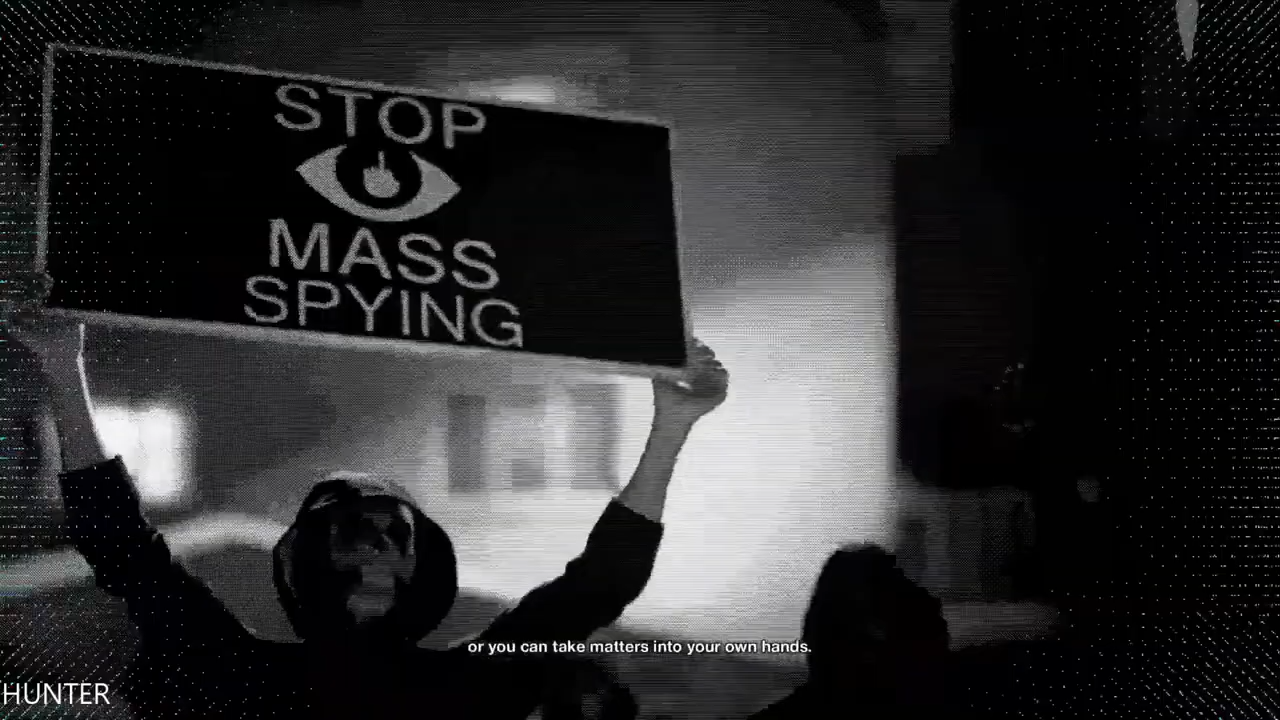 STOP
MASS
SPYING
or you can take matters into your own hands.
HUNTER